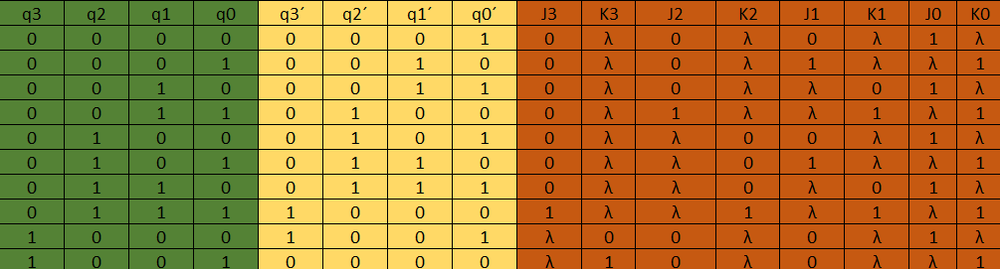 q3 q2 q1 q0 q3´ q2´ q1´ q0´ J3 K3 J2 K2 J1 K1 J0 K0
0 0 0 0 0 0 0 1 0 λ 0 λ 0 λ 1 λ
0 0 0 1 0 0 1 0 0 λ 0 λ 1 λ λ 1
0 0 1 0 0 0 1 1 0 λ 0 λ λ 0 1 λ
0 0 1 1 0 1 0 0 0 λ 1 λ λ 1 λ 1
0 1 0 0 0 1 0 1 0 λ λ 0 0 λ 1 λ
0 1 0 1 0 1 1 0 0 λ λ 0 1 λ λ 1
0 1 1 0 0 1 1 1 0 λ λ 0 λ 0 1 λ
0 1 1 1 1 0 0 0 1 λ λ 1 λ 1 λ 1
1 0 0 0 1 0 0 1 λ 0 0 λ 0 λ 1 λ
1 0 0 1 0 0 0 0 λ 1 0 λ 0 λ λ 1